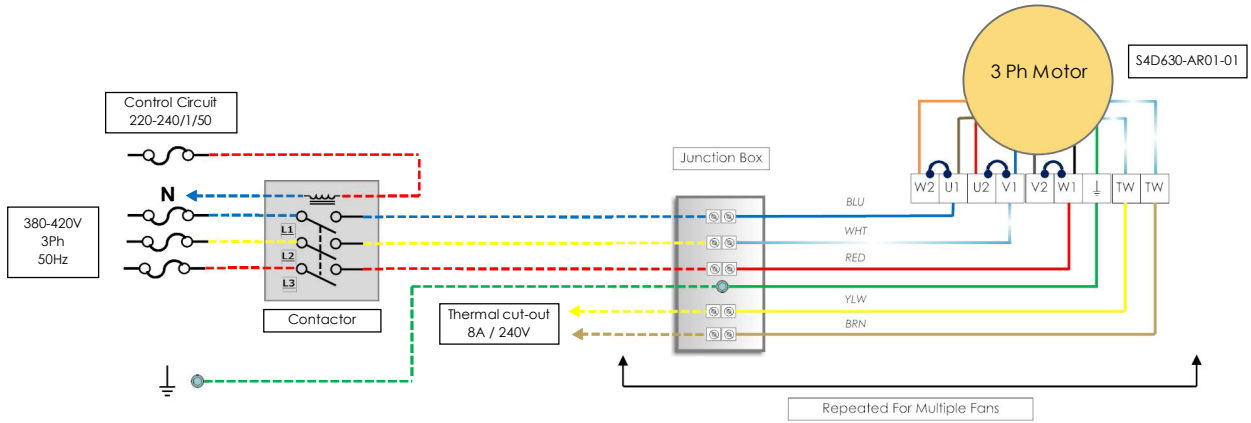 3 Ph Motor
S4D630-AR01-01
Control Circuit
220-240/1/50
Junction Box
N
W2 U1 U2 V1 V2 W1 TW TW
380-420V
3Ph
50Hz
L1
L2
L3
BLU
WHT
RED
YLW
BRN
Contactor
Thermal cut-out
8A / 240V
Repeated For Multiple Fans